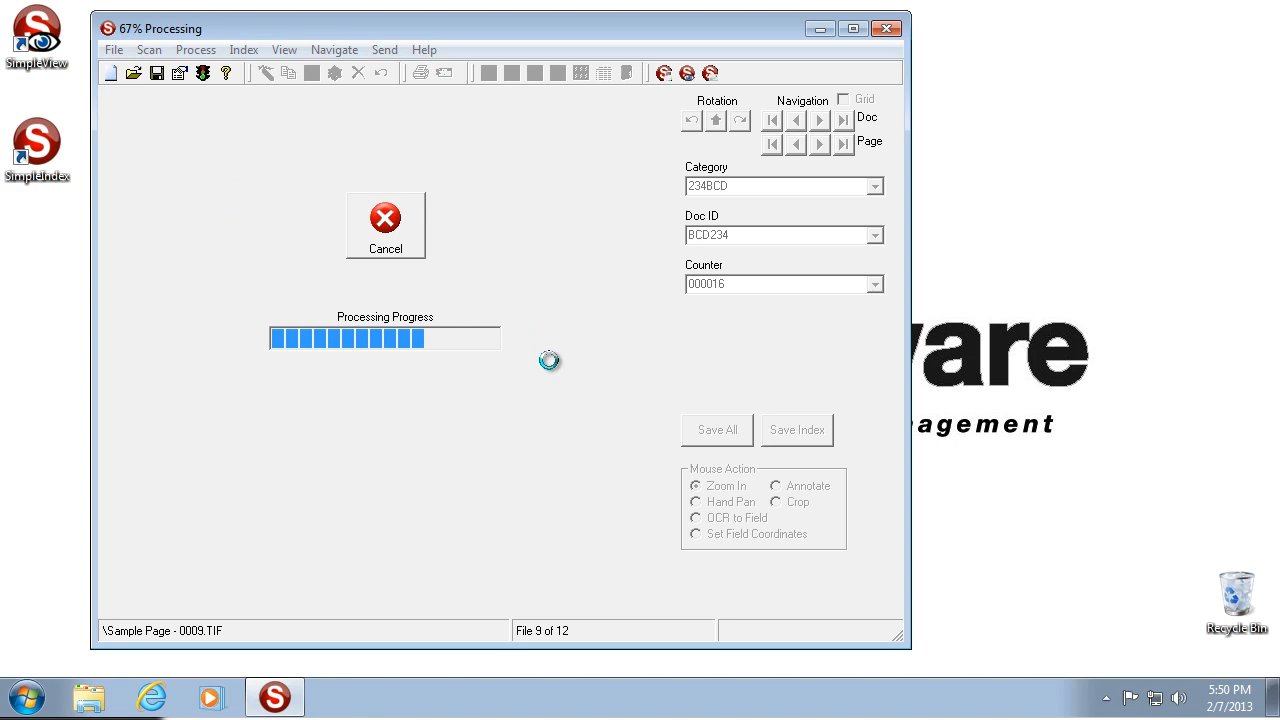 SimpleView
SimpleIndex
67% Processing
File Scan Process Index View Navigate Send Help
Rotation
Navigation
Grid
Doc
Page
Category
234BCD
Doc ID
BCD234
Counter
000016
Cancel
Processing Progress
Save All
Save Index
Mouse Action
Zoom In
Annotate
Hand Pan
Crop
OCR to Field
Set Field Coordinates
\Sample Page - 0009.TIF
File 9 of 12
ware
nagement
Recycle Bin
5:50 PM
2/7/2013